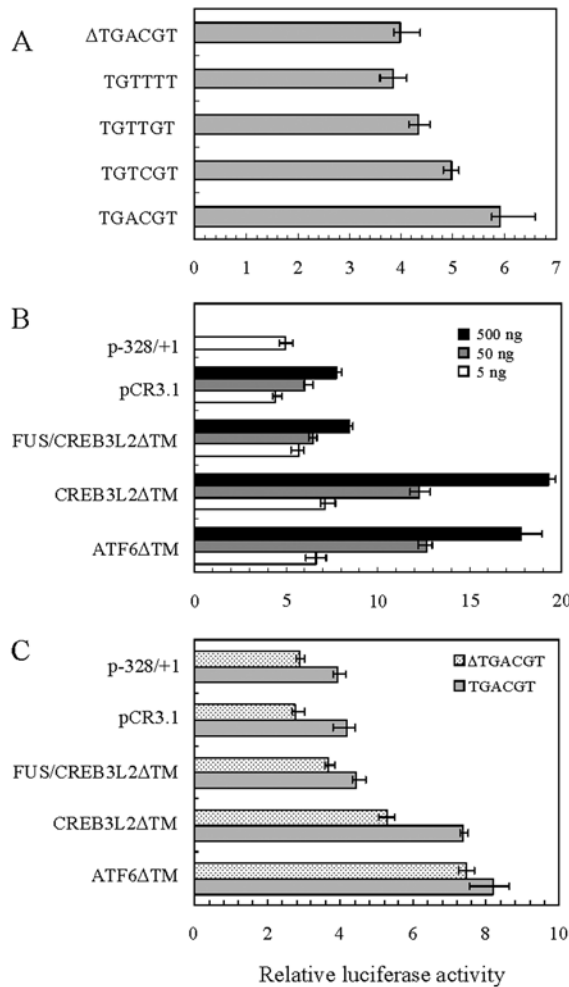 A
ΔTGACGT
TGTTTT
TGTTGT
TGTCGT
TGACGT
0 1 2 3 4 5 6 7
B
500 ng
50 ng
5 ng
p-328/+1
pCR3.1
FUS/CREB3L2ΔTM
CREB3L2ΔTM
ATF6ΔTM
0 5 10 15 20
C
ΔTGACGT
TGACGT
p-328/+1
pCR3.1
FUS/CREB3L2ΔTM
CREB3L2ΔTM
ATF6ΔTM
0 2 4 6 8 10
Relative luciferase activity